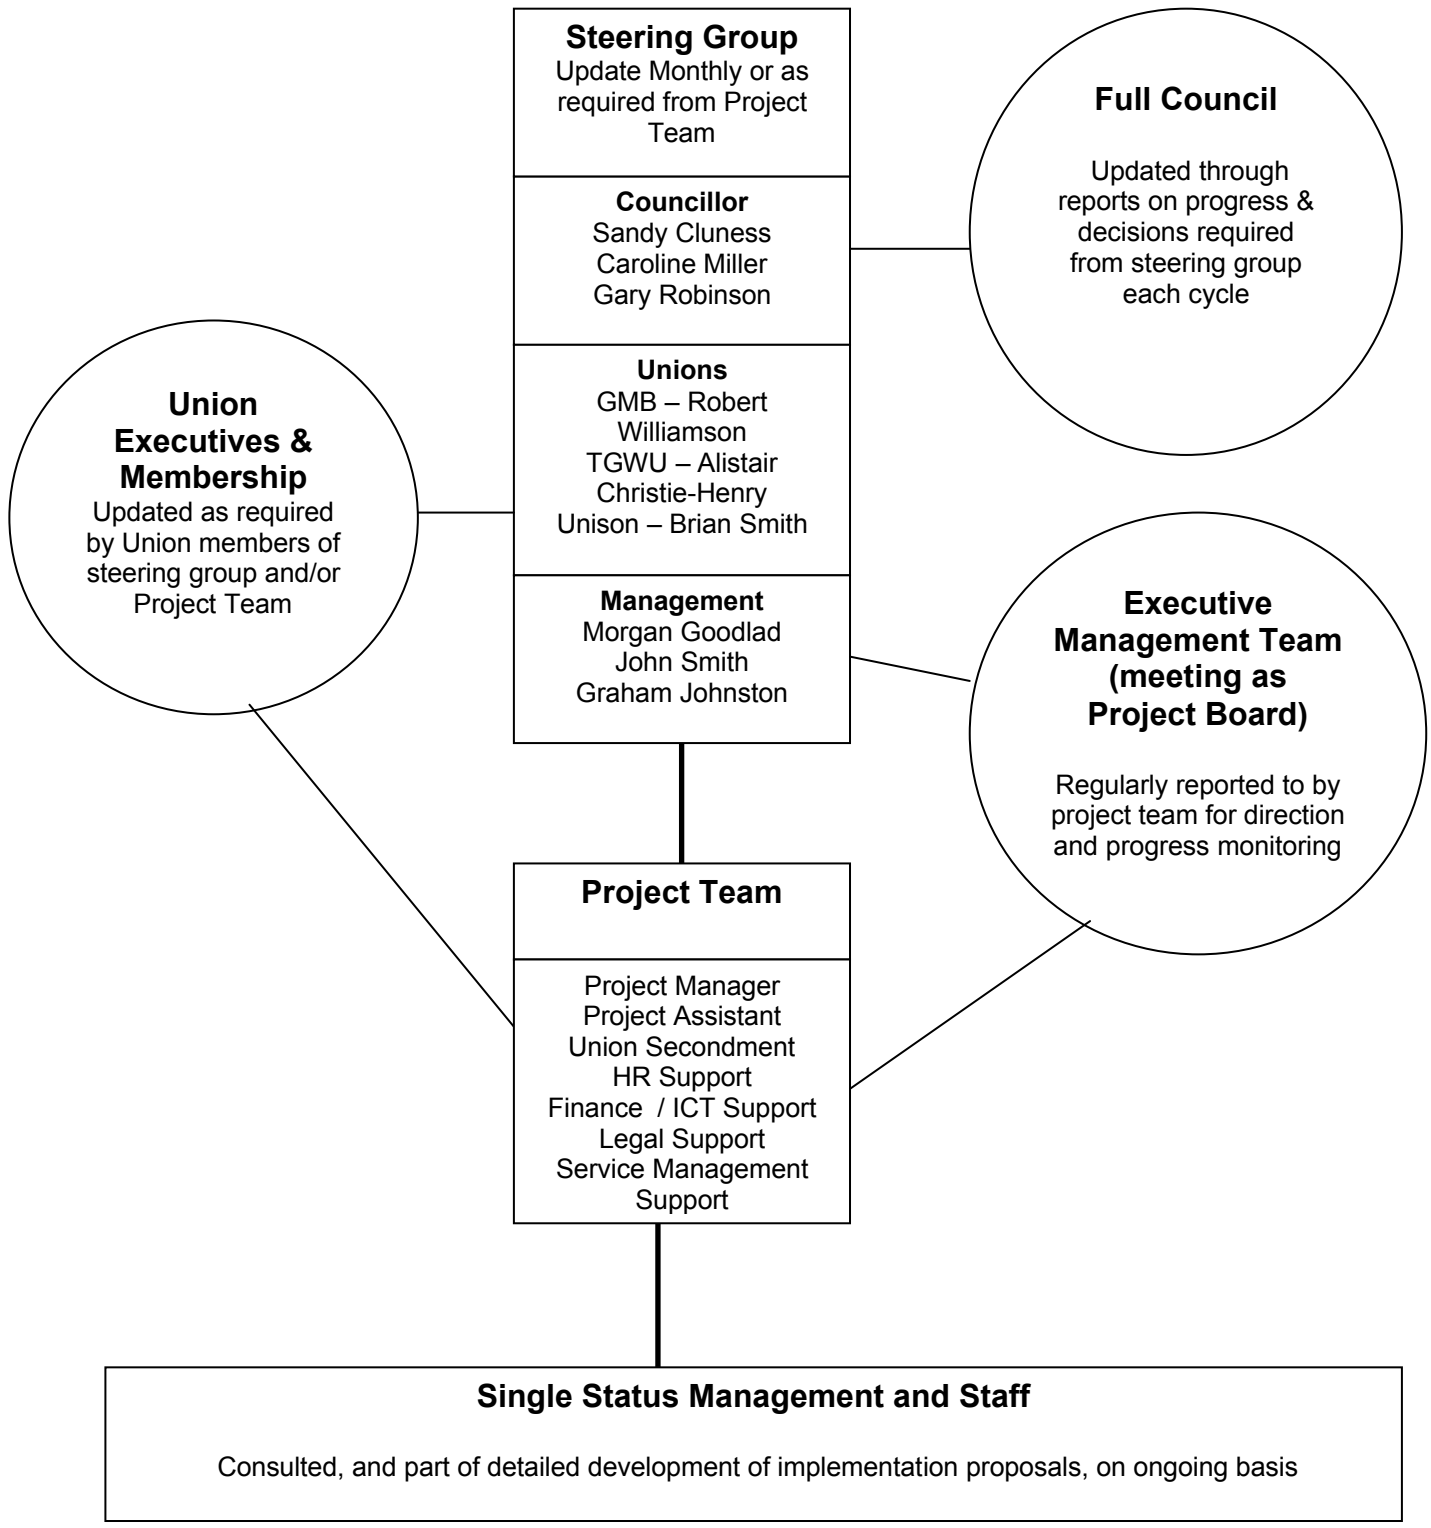 Steering Group
Update Monthly or as
required from Project
Team
Councillor
Sandy Cluness
Caroline Miller
Gary Robinson
Unions
GMB – Robert
Williamson
TGWU – Alistair
Christie-Henry
Unison – Brian Smith
Management
Morgan Goodlad
John Smith
Graham Johnston
Full Council
Updated through
reports on progress &
decisions required
from steering group
each cycle
Union
Executives &
Membership
Updated as required
by Union members of
steering group and/or
Project Team
Executive
Management Team
(meeting as
Project Board)
Regularly reported to by
project team for direction
and progress monitoring
Project Team
Project Manager
Project Assistant
Union Secondment
HR Support
Finance  / ICT Support
Legal Support
Service Management
Support
Single Status Management and Staff
Consulted, and part of detailed development of implementation proposals, on ongoing basis